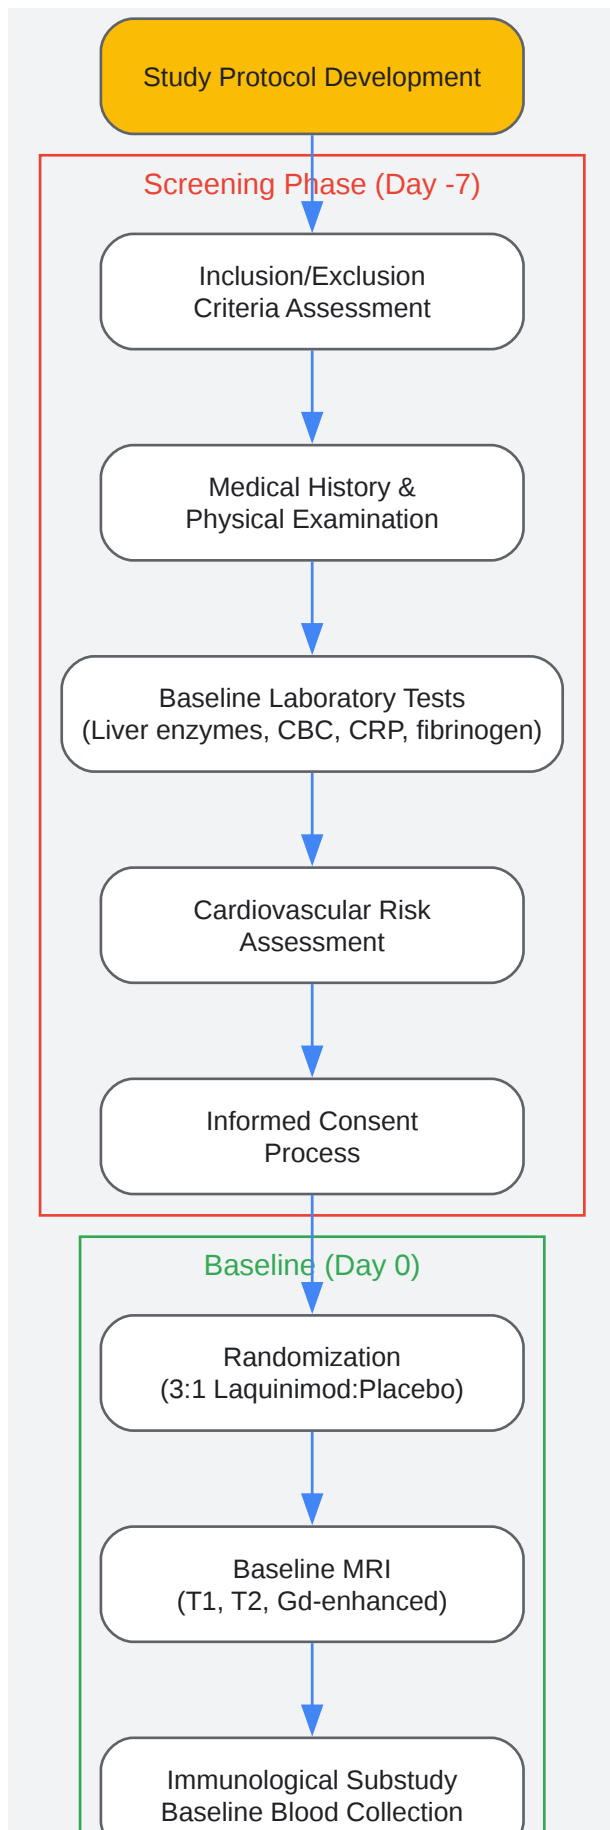 Study Protocol Development
Screening Phase (Day -7)
Inclusion/Exclusion
Criteria Assessment
Medical History &
Physical Examination
Baseline Laboratory Tests
(Liver enzymes, CBC, CRP, fibrinogen)
Cardiovascular Risk
Assessment
Informed Consent
Process
Baseline (Day 0)
Randomization
(3:1 Laquinimod:Placebo)
Baseline MRI
(T1, T2, Gd-enhanced)
Immunological Substudy
Baseline Blood Collection